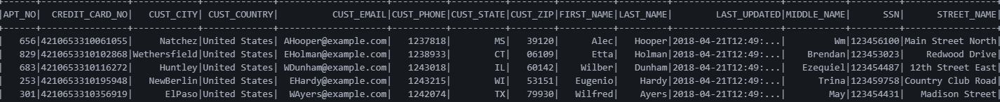 |APT_NO| CREDIT_CARD_NO| CUST_CITY| CUST_COUNTRY| CUST_EMAIL|CUST_PHONE|CUST_STATE|CUST_ZIP|FIRST_NAME|LAST_NAME| LAST_UPDATED|MIDDLE_NAME| SSN| STREET_NAME|
| 656|4210653310061055| Natchez|United States| AHooper@example.com| 1237818| MS| 39120| Alec| Hooper|2018-04-21T12:49:...| Wm|123456100|Main Street North|
| 829|4210653310102868|Wethersfield|United States| EHolman@example.com| 1238933| CT| 06109| Etta| Holman|2018-04-21T12:49:...| Brendan|123453023| Redwood Drive|
| 683|4210653310116272| Huntley|United States| WDunham@example.com| 1243018| IL| 60142| Wilber| Dunham|2018-04-21T12:49:...| Ezequiel|123454487| 12th Street East|
| 253|4210653310195948| NewBerlin|United States| EHardy@example.com| 1243215| WI| 53151| Eugenio| Hardy|2018-04-21T12:49:...| Trina|123459758|Country Club Road|
| 301|4210653310356919| ElPaso|United States| WAyers@example.com| 1242074| TX| 79930| Wilfred| Ayers|2018-04-21T12:49:...| May|123454431| Madison Street|